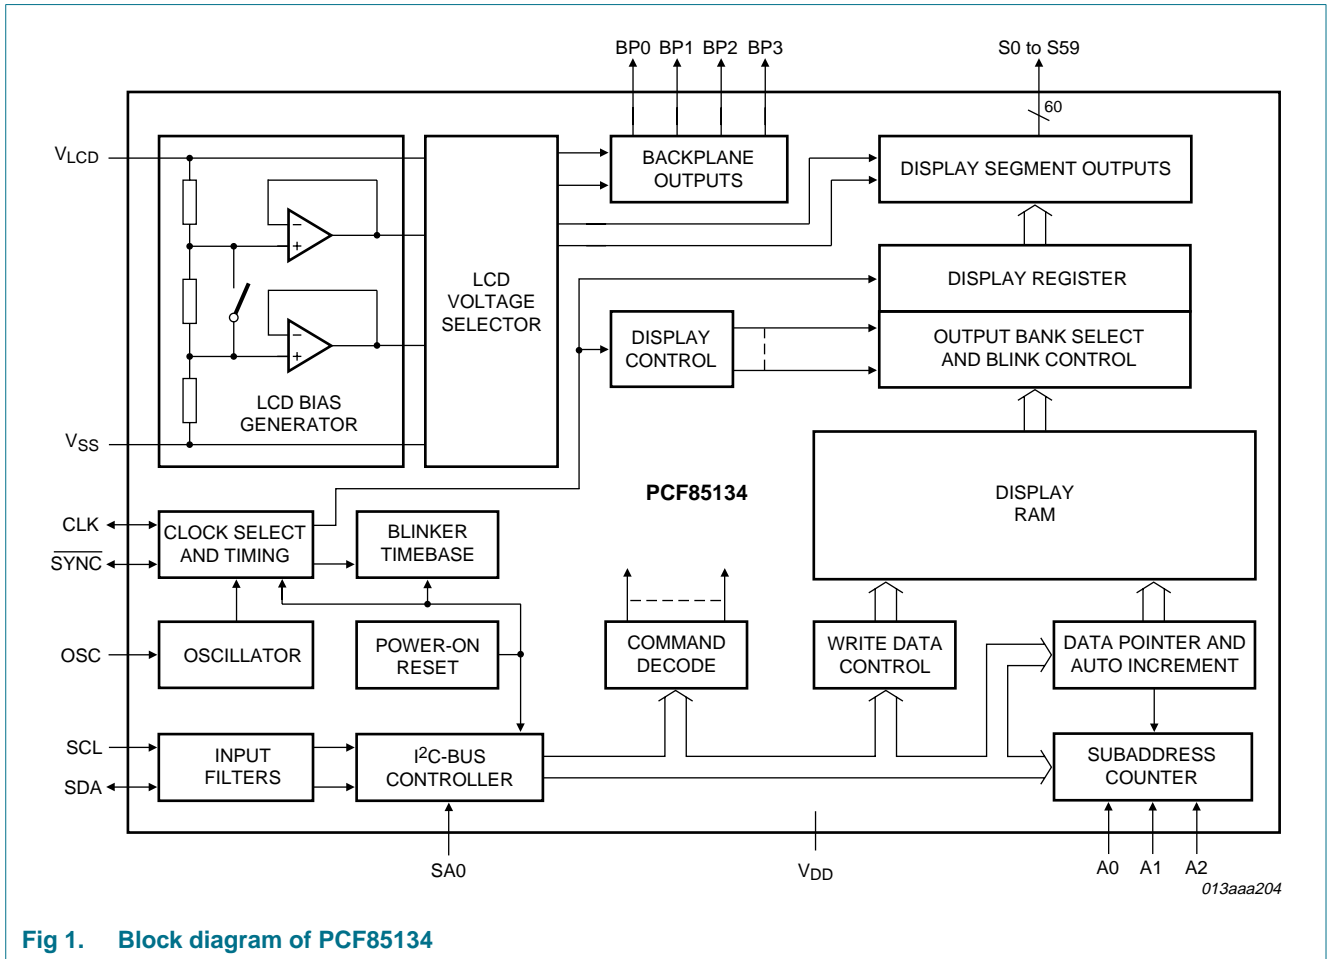 BP0 BP1 BP2 BP3
S0 to S59
60
VLCD
BACKPLANE
OUTPUTS
DISPLAY SEGMENT OUTPUTS
LCD
VOLTAGE
SELECTOR
DISPLAY REGISTER
DISPLAY
CONTROL
OUTPUT BANK SELECT
AND BLINK CONTROL
LCD BIAS
GENERATOR
VSS
PCF85134
DISPLAY
RAM
CLK
SYNC
CLOCK SELECT
AND TIMING
BLINKER
TIMEBASE
OSC
OSCILLATOR
POWER-ON
RESET
COMMAND
DECODE
WRITE DATA
CONTROL
DATA POINTER AND
AUTO INCREMENT
SCL
SDA
INPUT
FILTERS
I2C-BUS
CONTROLLER
SUBADDRESS
COUNTER
SA0
VDD
A0 A1 A2
013aaa204
Fig 1. Block diagram of PCF85134